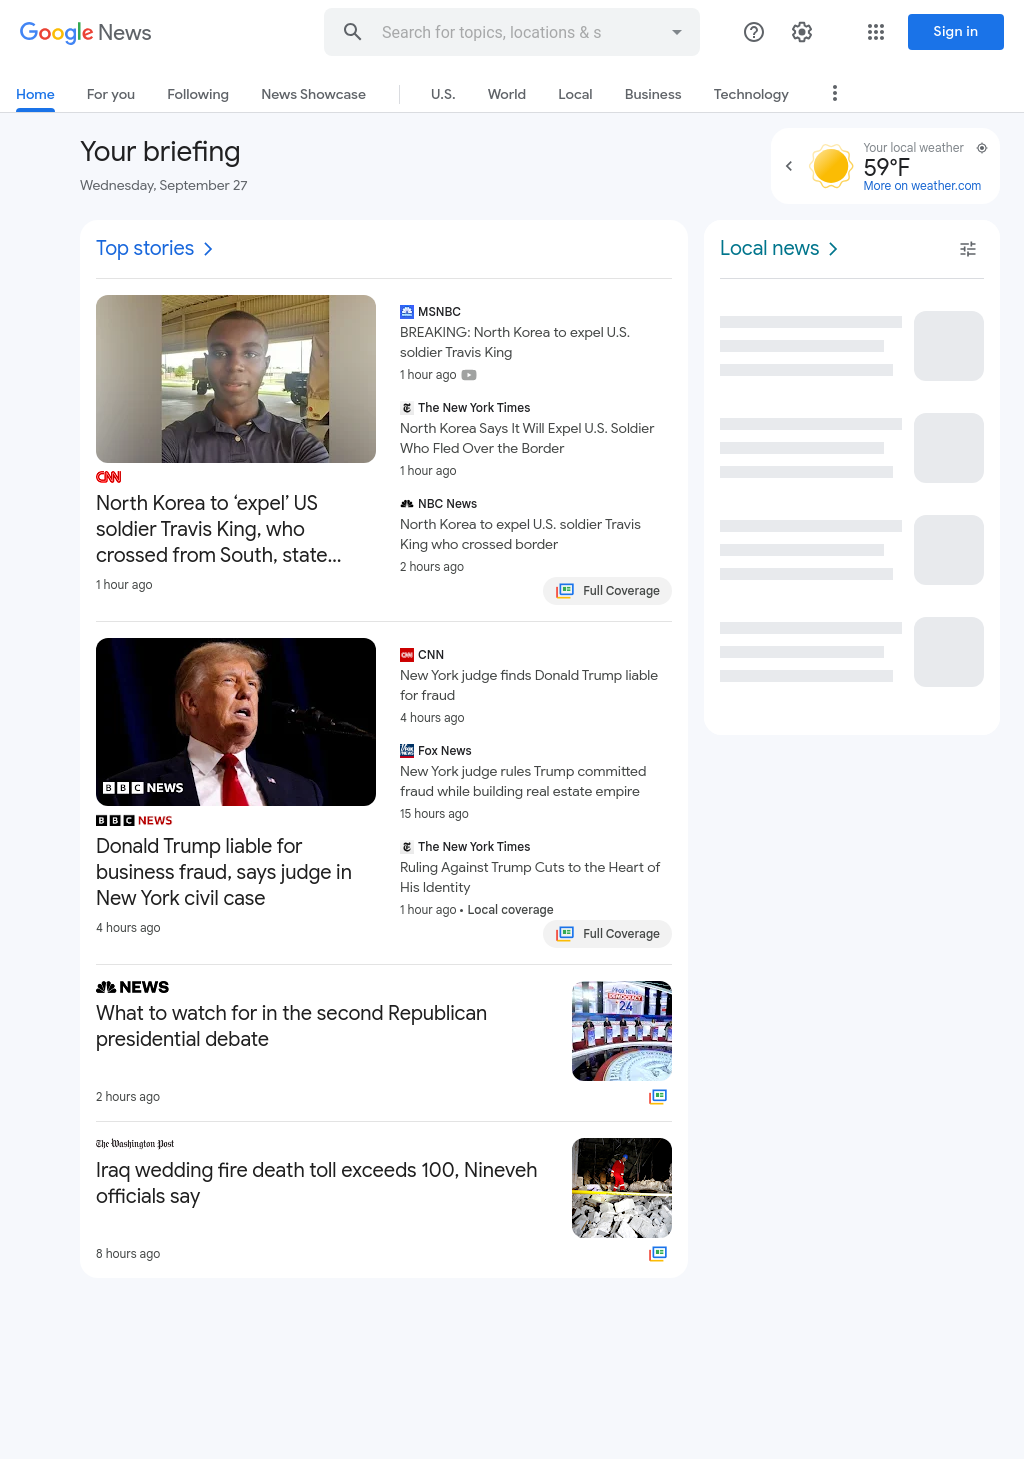 Google News
Search for topics, locations & s
Sign in
Home
For you
Following
News Showcase
U.S.
World
Local
Business
Technology
Your briefing
Wednesday, September 27
Your local weather
59°F
More on weather.com
Top stories
CNN
North Korea to ‘expel’ US
soldier Travis King, who
crossed from South, state...
1 hour ago
MSNBC
BREAKING: North Korea to expel U.S.
soldier Travis King
1 hour ago
The New York Times
North Korea Says It Will Expel U.S. Soldier
Who Fled Over the Border
1 hour ago
NBC News
North Korea to expel U.S. soldier Travis
King who crossed border
2 hours ago
Full Coverage
BBC NEWS
BBC NEWS
Donald Trump liable for
business fraud, says judge in
New York civil case
4 hours ago
CNN
CNN
New York judge finds Donald Trump liable
for fraud
4 hours ago
FOX NEWS
Fox News
New York judge rules Trump committed
fraud while building real estate empire
15 hours ago
The New York Times
Ruling Against Trump Cuts to the Heart of
His Identity
1 hour ago • Local coverage
Full Coverage
NEWS
What to watch for in the second Republican
presidential debate
2 hours ago
FOX NEWS
DEMOCRACY
24
The Washington Post
Iraq wedding fire death toll exceeds 100, Nineveh
officials say
8 hours ago
Local news